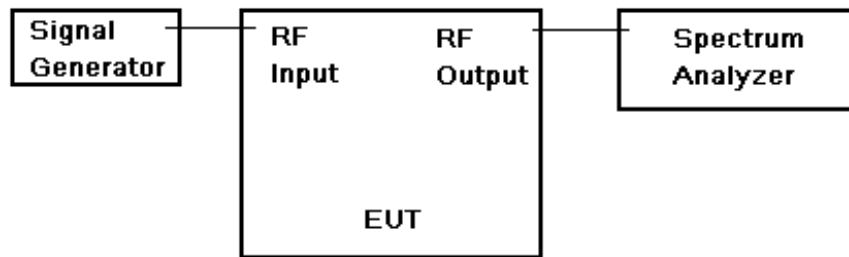 Signal
Generator
RF
Input
RF
Output
EUT
Spectrum
Analyzer